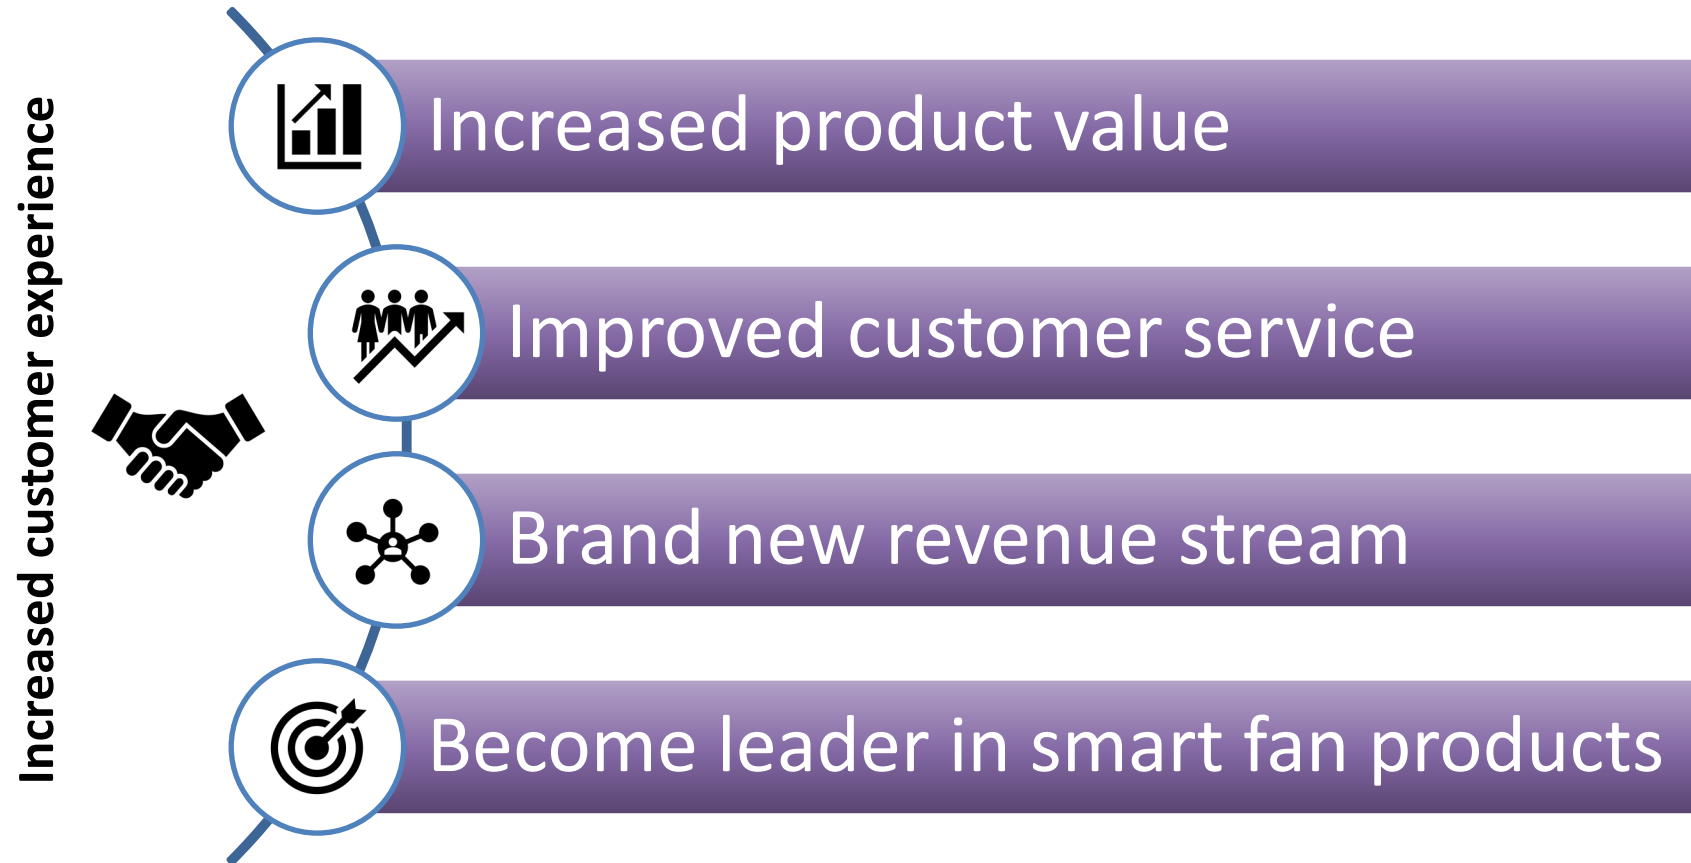 Increased customer experience
Increased product value
Improved customer service
Brand new revenue stream
Become leader in smart fan products